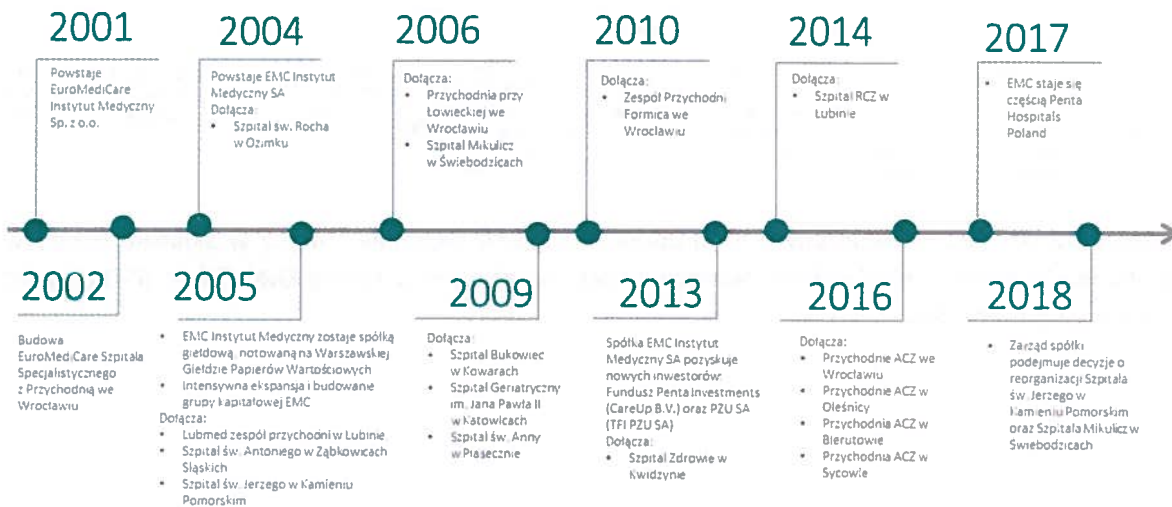 2001
Powstaje
EuroMediCare
Instytut Medyczny
Sp. z o.o.
2002
Budowa
EuroMediCare Szpitala
Specjalistycznego
z Przychodnią we
Wrocławiu
2004
Powstaje EMC Instytut
Medyczny SA
Dołącza:
• Szpital św. Rocha
w Ozimku
2005
• EMC Instytut Medyczny zostaje spółką
giełdową, notowaną na Warszawskiej
Giełdzie Papierów Wartościowych
• Intensywna ekspansja i budowanie
grupy kapitałowej EMC
Dołącza:
• Lubmed zespół przychodni w Lubinie
• Szpital św. Antoniego w Ząbkowicach
Śląskich
• Szpital św. Jerzego w Kamieniu
Pomorskim
2006
Dołącza:
• Przychodnia przy
Łowieckiej we
Wrocławiu
• Szpital Mikulicz
w Świebodzicach
2009
Dołącza:
• Szpital Bukowiec
w Kowarach
• Szpital Geriatryczny
im. Jana Pawła II
w Katowicach
• Szpital św. Anny
w Piasecznie
2010
Dołącza:
• Zespół Przychodni
Formica we
Wrocławiu
2013
Spółka EMC Instytut
Medyczny SA pozyskuje
nowych inwestorów:
Fundusz Penta Investments
(CareUp B.V.) oraz PZU SA
(TFI PZU SA)
Dołącza:
• Szpital Zdrowie w
Kwidzynie
2014
Dołącza:
• Szpital RCZ w
Lubinie
2016
Dołącza:
• Przychodnie ACZ we
Wrocławiu
• Przychodnie ACZ w
Oleśnicy
• Przychodnia ACZ w
Bierutowie
• Przychodnia ACZ w
Sycowie
2017
• EMC staje się
częścią Penta
Hospitals
Poland
2018
• Zarząd spółki
podejmuje decyzje o
reorganizacji Szpitala
św. Jerzego w
Kamieniu Pomorskim
oraz Szpitala Mikulicz w
Świebodzicach